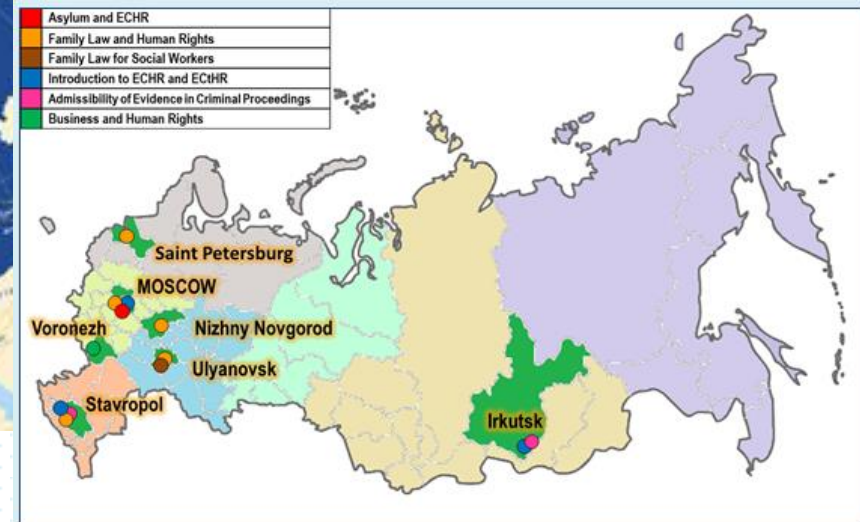 Asylum and ECHR
Family Law and Human Rights
Family Law for Social Workers
Introduction to ECHR and ECtHR
Admissibility of Evidence in Criminal Proceedings
Business and Human Rights
Saint Petersburg
MOSCOW
Voronezh
Nizhny Novgorod
Ulyanovsk
Stavropol
Irkutsk